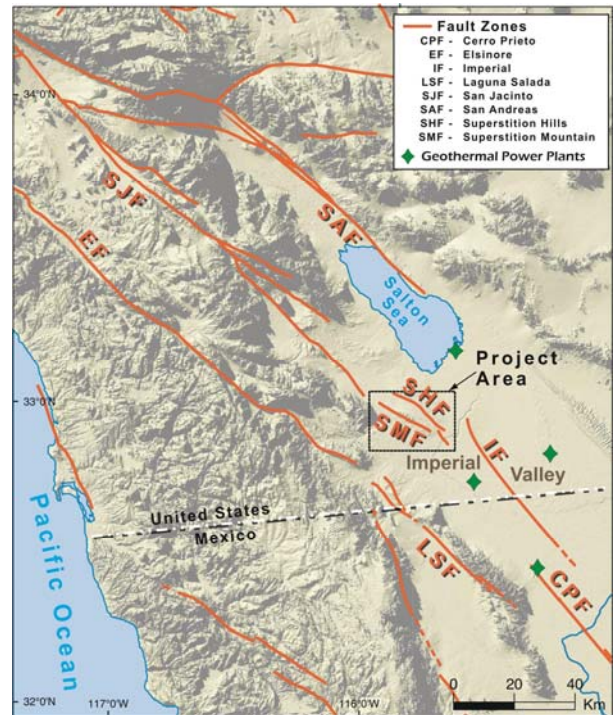 Fault Zones
CPF - Cerro Prieto
EF - Elsinore
IF - Imperial
LSF - Laguna Salada
SJF - San Jacinto
SAF - San Andreas
SHF - Superstition Hills
SMF - Superstition Mountain
Geothermal Power Plants
34°0'N
SJF
EF
SAF
Salton
Sea
Project
Area
33°0'N
SHF
SMF
IF
Imperial
Valley
United States
Mexico
LSF
CPF
Pacific Ocean
32°0'N
117°0'W
116°0'W
0 20 40
Km